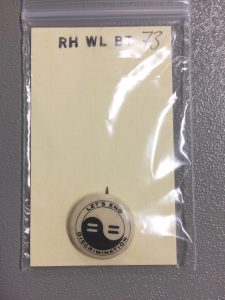 RH WL BT 73
LET'S END
DISCRIMINATION